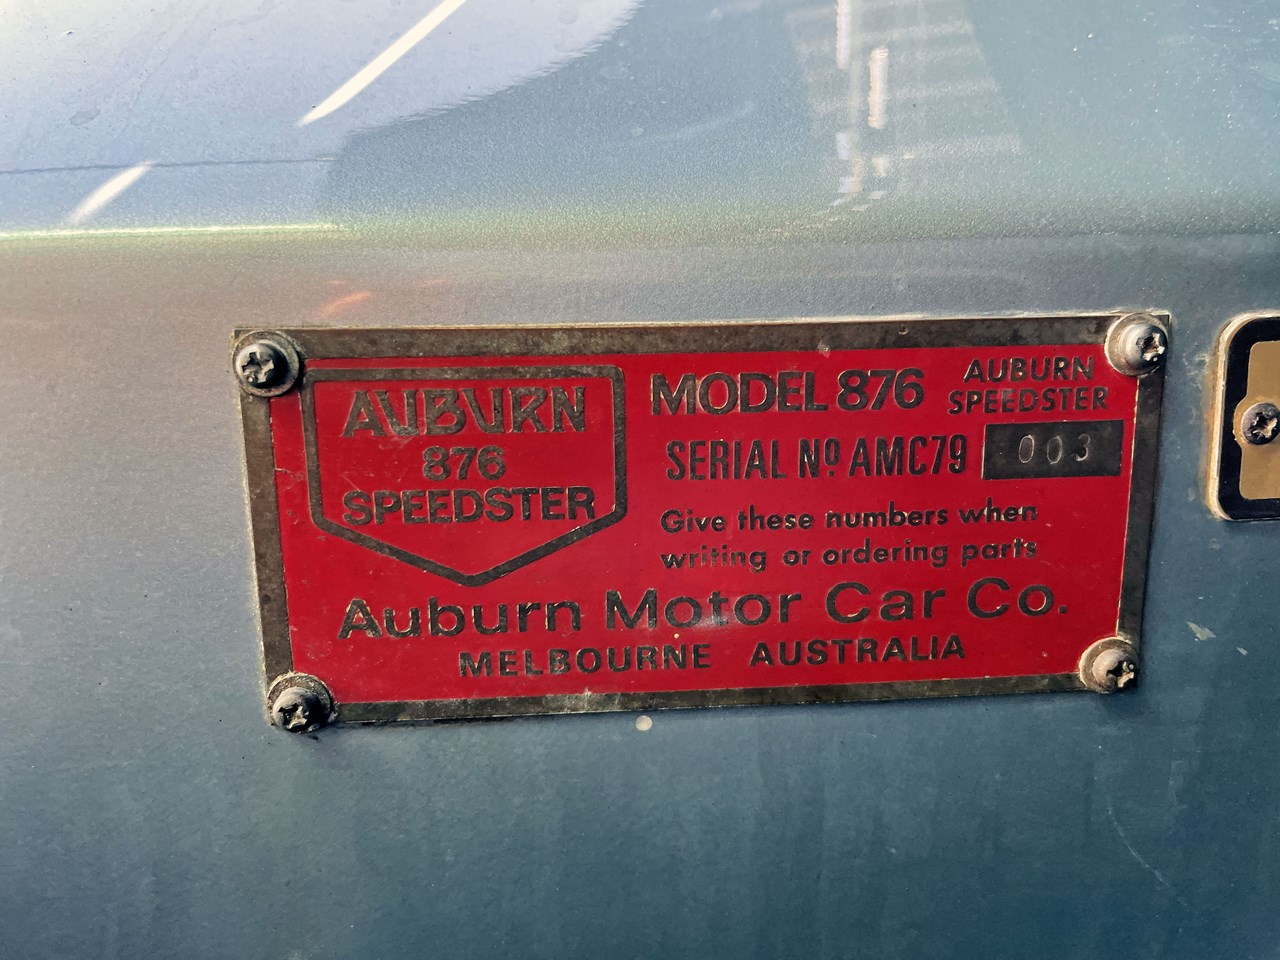 AUBURN
876
SPEEDSTER
MODEL 876 AUBURN SPEEDSTER
SERIAL Nº AMC79 003
Give these numbers when
writing or ordering parts
Auburn Motor Car Co.
MELBOURNE AUSTRALIA